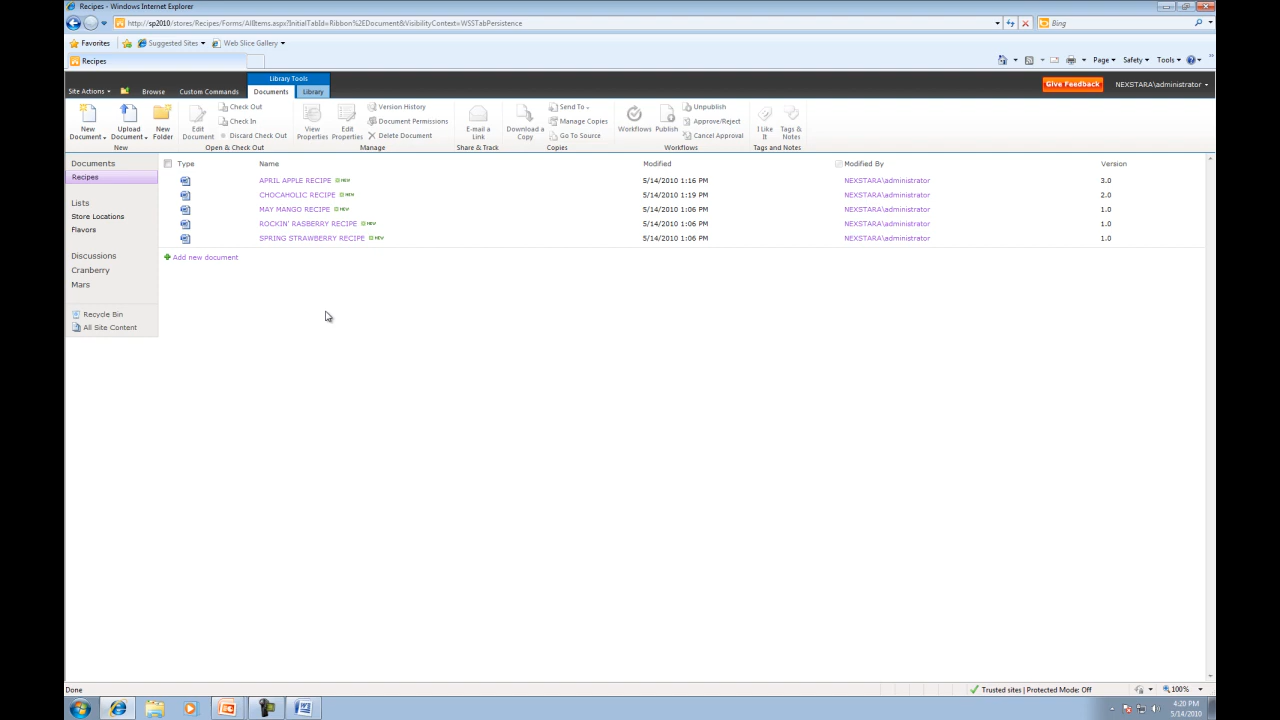 Recipes - Windows Internet Explorer
http://sp2010/stores/Recipes/Forms/AllItems.aspx?InitialTabId=Ribbon%2EDocument&VisibilityContext=WSSTabPersistence
Bing
Favorites Suggested Sites Web Slice Gallery
Recipes
Page Safety Tools
Library Tools
Site Actions Browse Custom Commands Documents Library Give Feedback NEXSTARA\administrator
New Document Upload Document New Folder Edit Document Check Out Check In Discard Check Out View Properties Edit Properties Version History Document Permissions Delete Document E-mail a Link Download a Copy Send To Manage Copies Go To Source Workflows Publish Unpublish Approve/Reject Cancel Approval I Like It Tags & Notes
New Open & Check Out Manage Share & Track Copies Workflows Tags and Notes
Documents
Recipes
Lists
Store Locations
Flavors
Discussions
Cranberry
Mars
Recycle Bin
All Site Content
Type Name Modified Modified By Version
APRIL APPLE RECIPE NEW 5/14/2010 1:16 PM NEXSTARA\administrator 3.0
CHOCAHOLIC RECIPE NEW 5/14/2010 1:19 PM NEXSTARA\administrator 2.0
MAY MANGO RECIPE NEW 5/14/2010 1:06 PM NEXSTARA\administrator 1.0
ROCKIN' RASBERRY RECIPE NEW 5/14/2010 1:06 PM NEXSTARA\administrator 1.0
SPRING STRAWBERRY RECIPE NEW 5/14/2010 1:06 PM NEXSTARA\administrator 1.0
Add new document
Done Trusted sites | Protected Mode: Off 100%
4:20 PM
5/14/2010